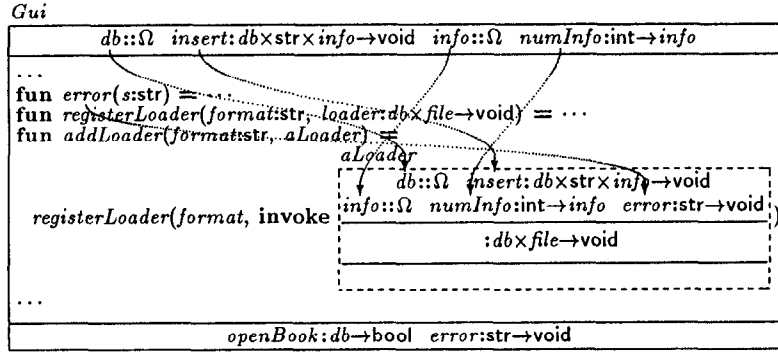 Gui
db::Ω insert:db×str×info→void info::Ω numInfo:int→info
...
fun error(s:str) = ...
fun registerLoader(format:str, loader:db×file→void) = ...
fun addLoader(format:str, aLoader) =
aLoader
db::Ω insert:db×str×info→void
registerLoader(format, invoke info::Ω numInfo:int→info error:str→void )
:db×file→void
...
openBook:db→bool error:str→void